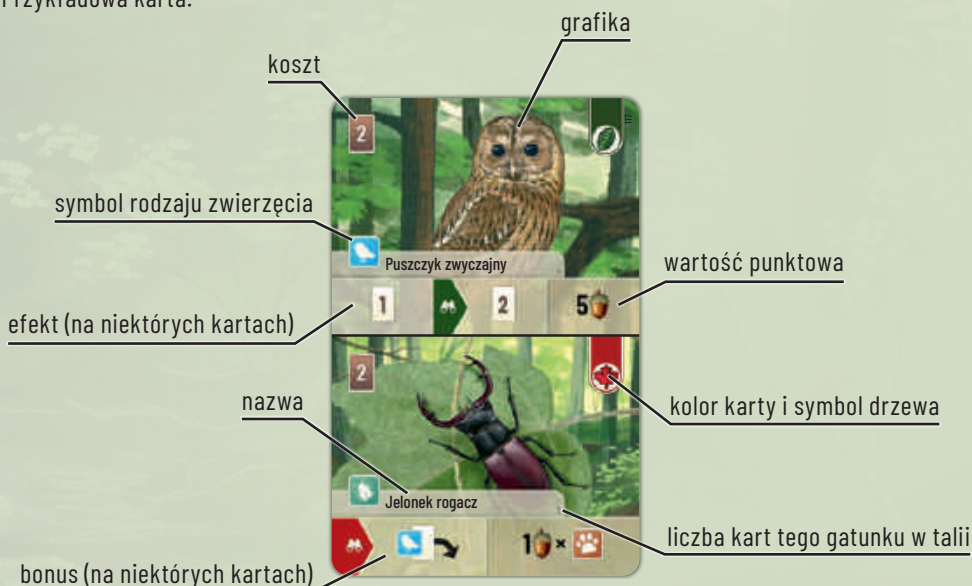 Przykładowa karta:
grafika
koszt
2
117
symbol rodzaju zwierzęcia
Puszczyk zwyczajny
wartość punktowa
1
2
5
efekt (na niektórych kartach)
2
nazwa
kolor karty i symbol drzewa
Jelonek rogacz
1 ×
liczba kart tego gatunku w talii
bonus (na niektórych kartach)